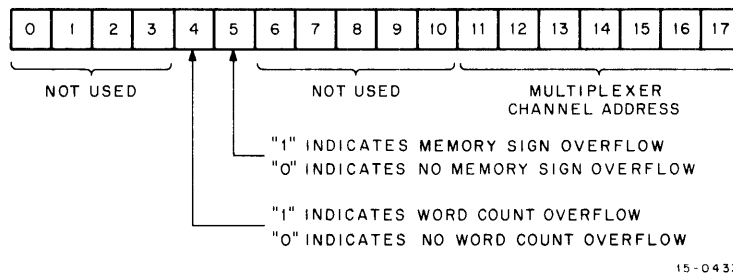 0 1 2 3 4 5 6 7 8 9 10 11 12 13 14 15 16 17
NOT USED NOT USED MULTIPLEXER
CHANNEL ADDRESS
"1" INDICATES MEMORY SIGN OVERFLOW
"0" INDICATES NO MEMORY SIGN OVERFLOW
"1" INDICATES WORD COUNT OVERFLOW
"0" INDICATES NO WORD COUNT OVERFLOW